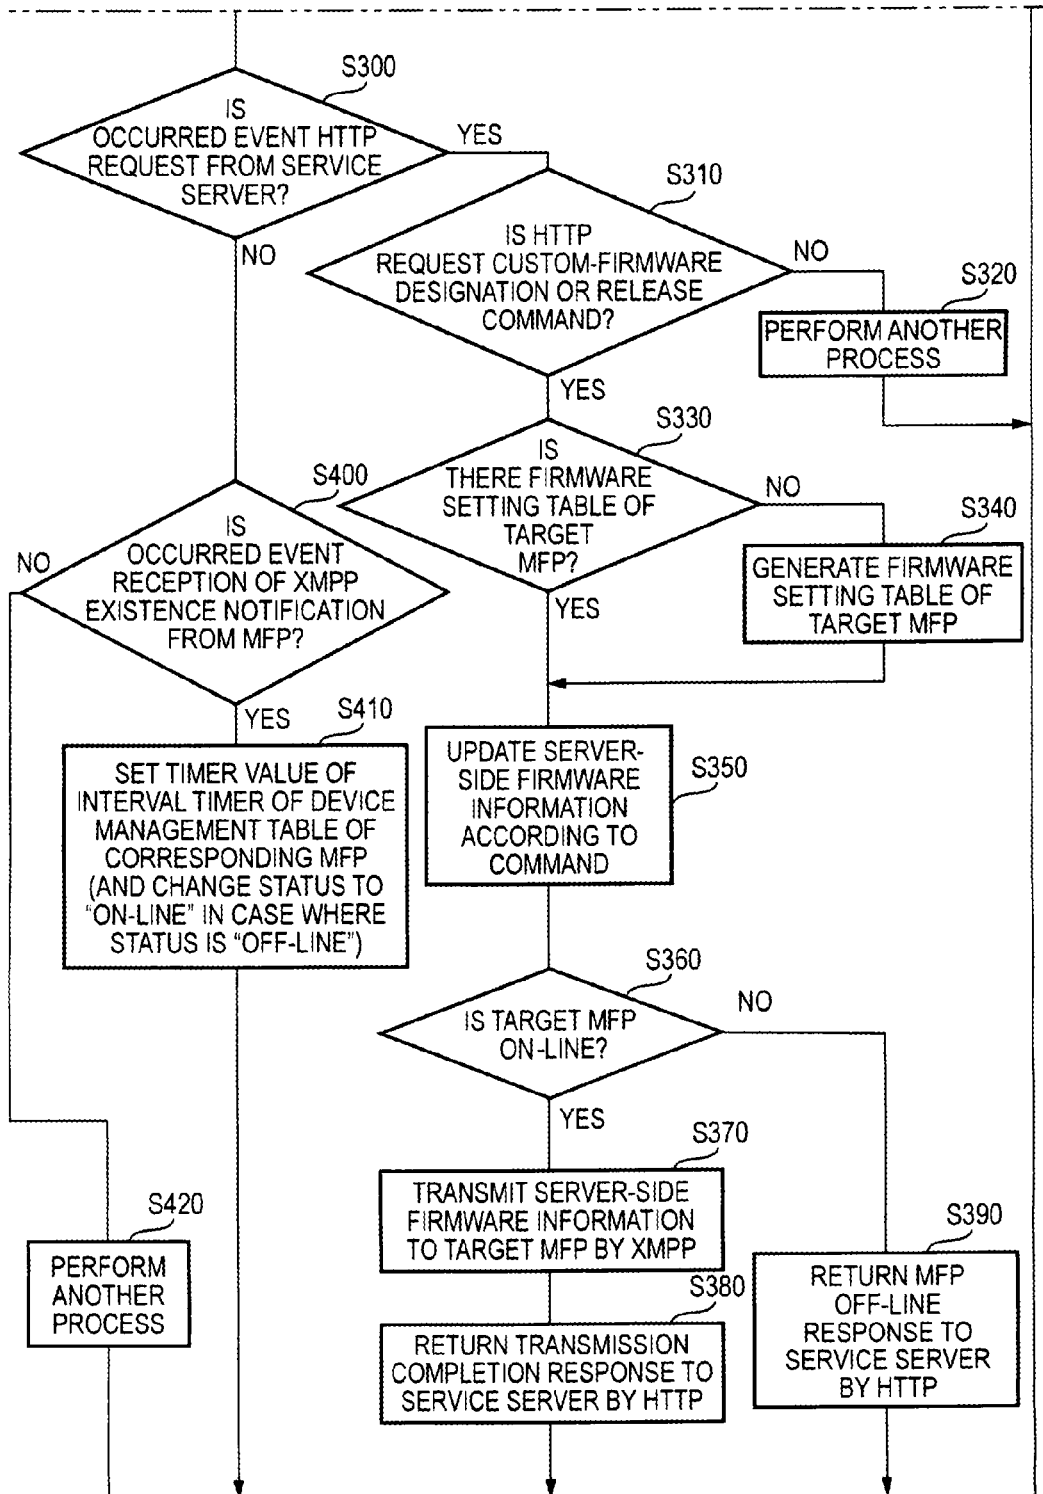 S300
IS
OCCURRED EVENT HTTP
REQUEST FROM SERVICE
SERVER?
YES
NO
S310
IS HTTP
REQUEST CUSTOM-FIRMWARE
DESIGNATION OR RELEASE
COMMAND?
NO
YES
S320
PERFORM ANOTHER
PROCESS
S330
IS
THERE FIRMWARE
SETTING TABLE OF
TARGET
MFP?
NO
YES
S340
GENERATE FIRMWARE
SETTING TABLE OF
TARGET MFP
S400
IS
OCCURRED EVENT
RECEPTION OF XMPP
EXISTENCE NOTIFICATION
FROM MFP?
NO
YES
S410
SET TIMER VALUE OF
INTERVAL TIMER OF DEVICE
MANAGEMENT TABLE OF
CORRESPONDING MFP
(AND CHANGE STATUS TO
"ON-LINE" IN CASE WHERE
STATUS IS "OFF-LINE")
UPDATE SERVER-
SIDE FIRMWARE
INFORMATION
ACCORDING TO
COMMAND
S350
S360
IS TARGET MFP
ON-LINE?
NO
YES
S370
TRANSMIT SERVER-SIDE
FIRMWARE INFORMATION
TO TARGET MFP BY XMPP
S380
RETURN TRANSMISSION
COMPLETION RESPONSE TO
SERVICE SERVER BY HTTP
S390
RETURN MFP
OFF-LINE
RESPONSE TO
SERVICE SERVER
BY HTTP
S420
PERFORM
ANOTHER
PROCESS